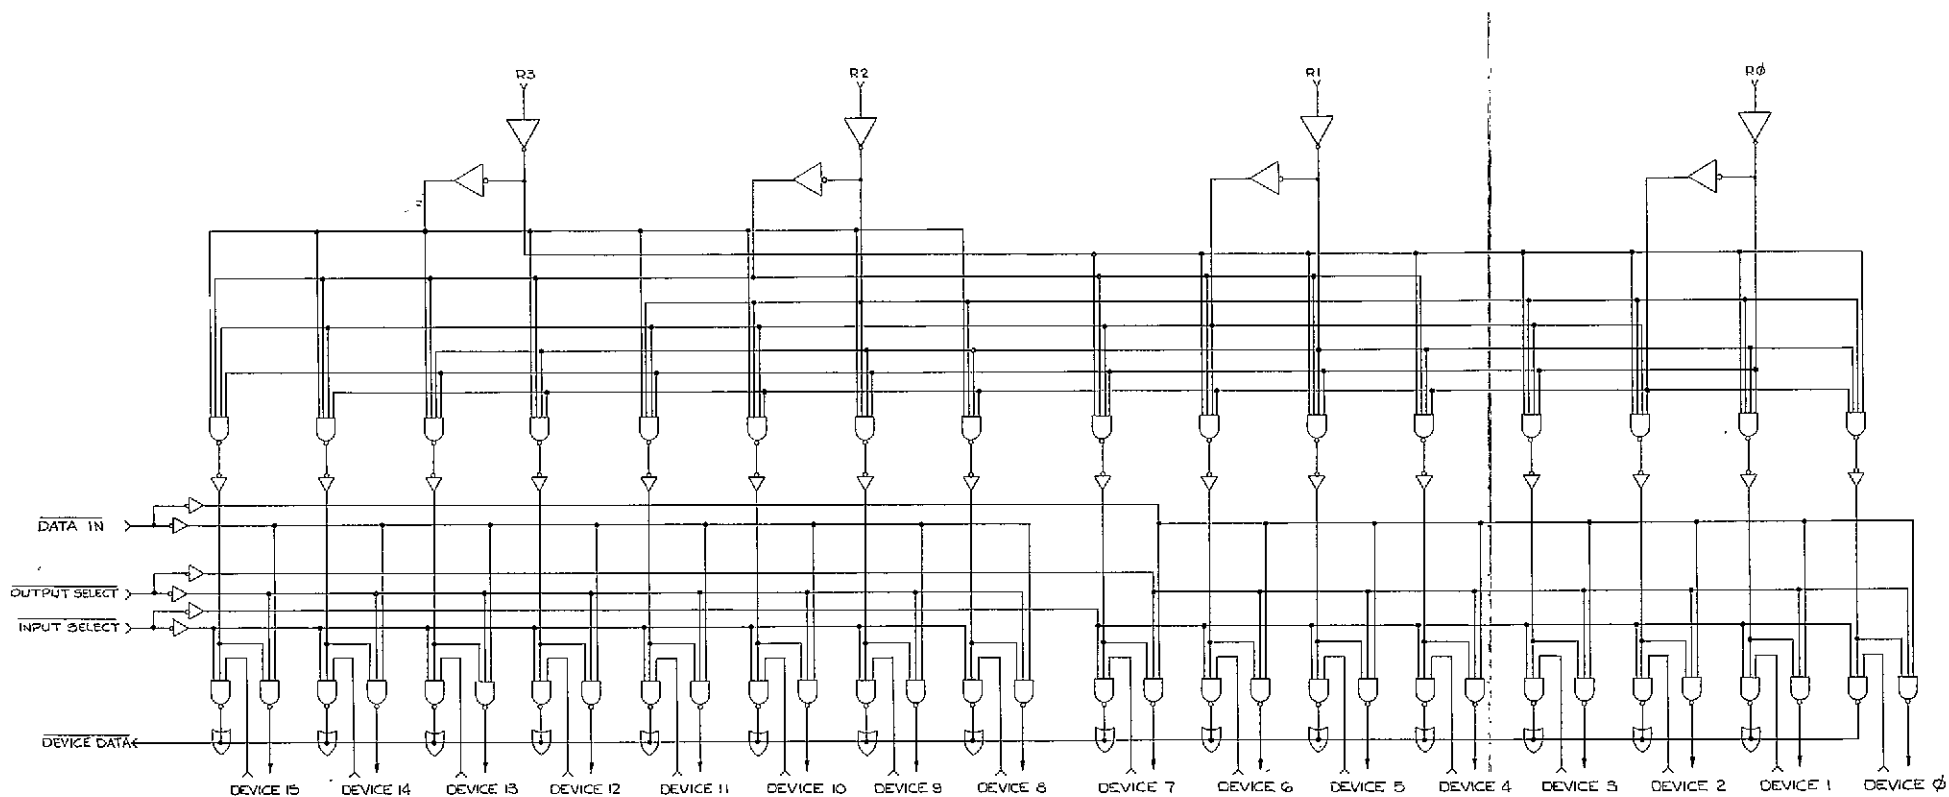 R3 R2 R1 RØ
DATA IN
OUTPUT SELECT
INPUT SELECT
DEVICE DATA
DEVICE 15 DEVICE 14 DEVICE 13 DEVICE 12 DEVICE 11 DEVICE 10 DEVICE 9 DEVICE 8 DEVICE 7 DEVICE 6 DEVICE 5 DEVICE 4 DEVICE 3 DEVICE 2 DEVICE 1 DEVICE Ø